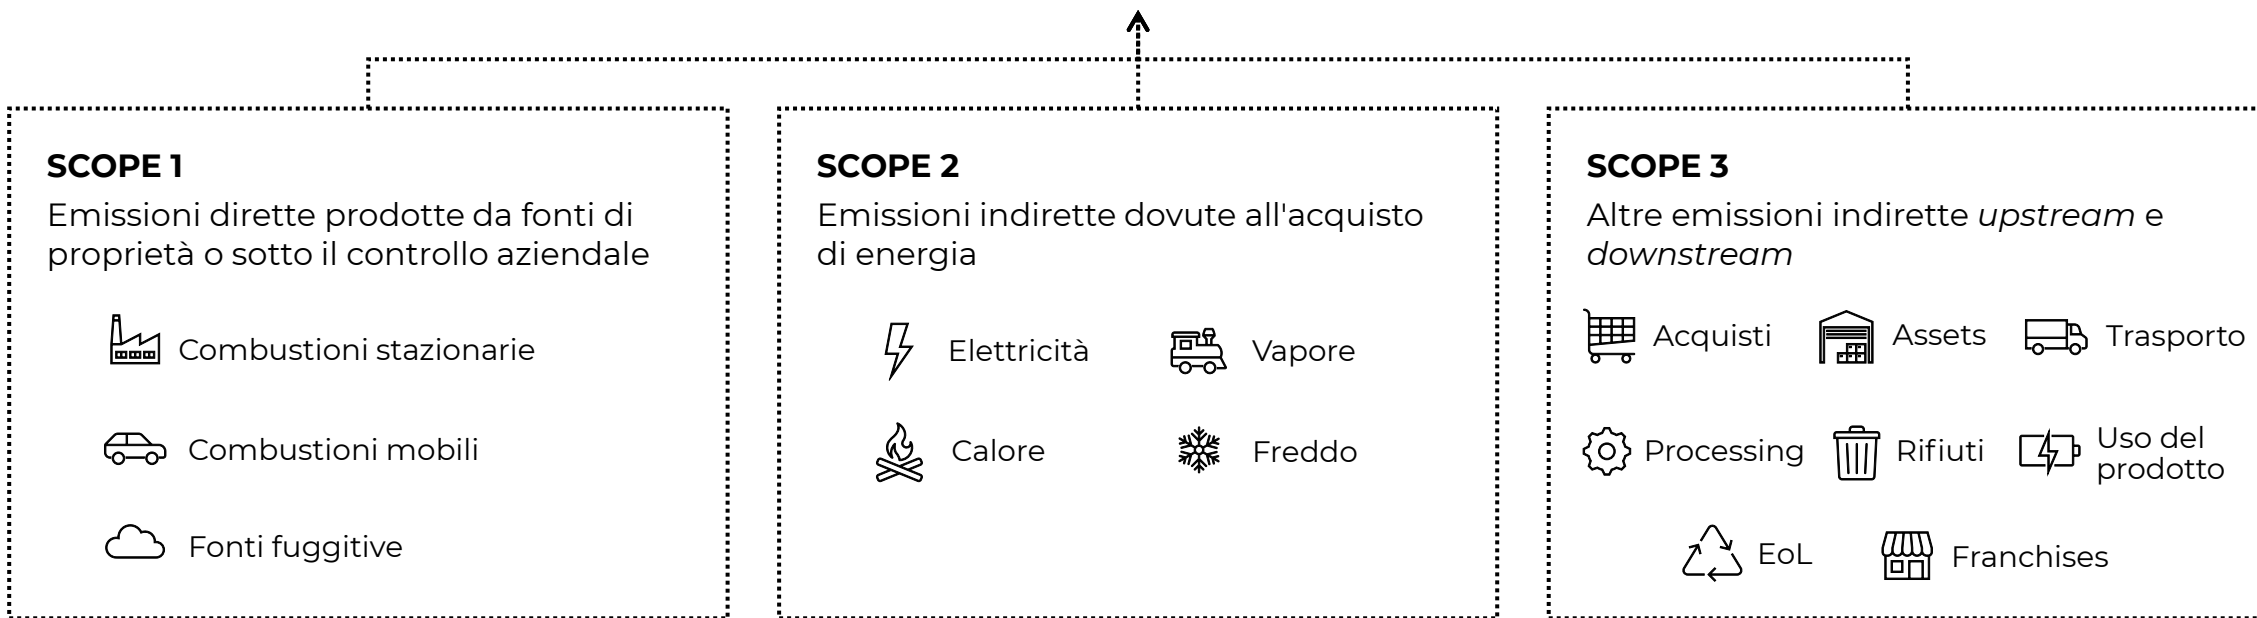 SCOPE 1
Emissioni dirette prodotte da fonti di
proprietà o sotto il controllo aziendale
Combustioni stazionarie
Combustioni mobili
Fonti fuggitive
SCOPE 2
Emissioni indirette dovute all'acquisto
di energia
Elettricità
Vapore
Calore
Freddo
SCOPE 3
Altre emissioni indirette upstream e
downstream
Acquisti
Assets
Trasporto
Processing
Rifiuti
Uso del
prodotto
EoL
Franchises